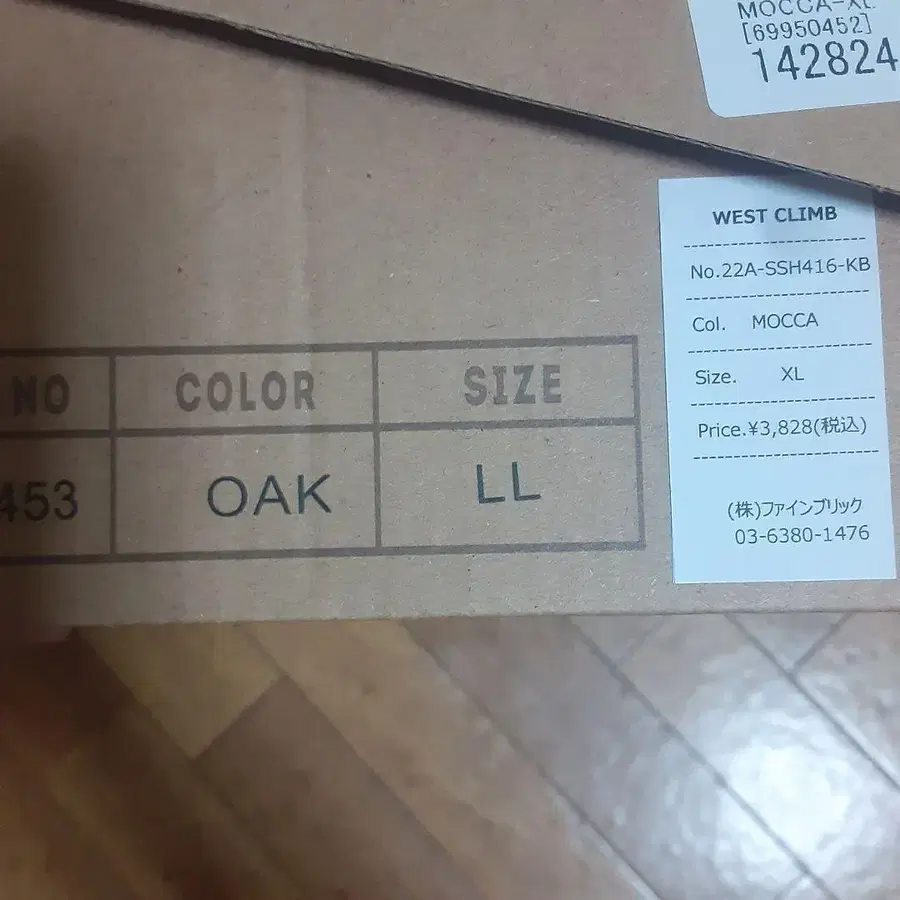 MOCCA-XL
[69950452]
142824
WEST CLIMB
No.22A-SSH416-KB
Col. MOCCA
Size. XL
Price.¥3,828(税込)
(株)ファインブリック
03-6380-1476
NO COLOR SIZE
453 OAK LL